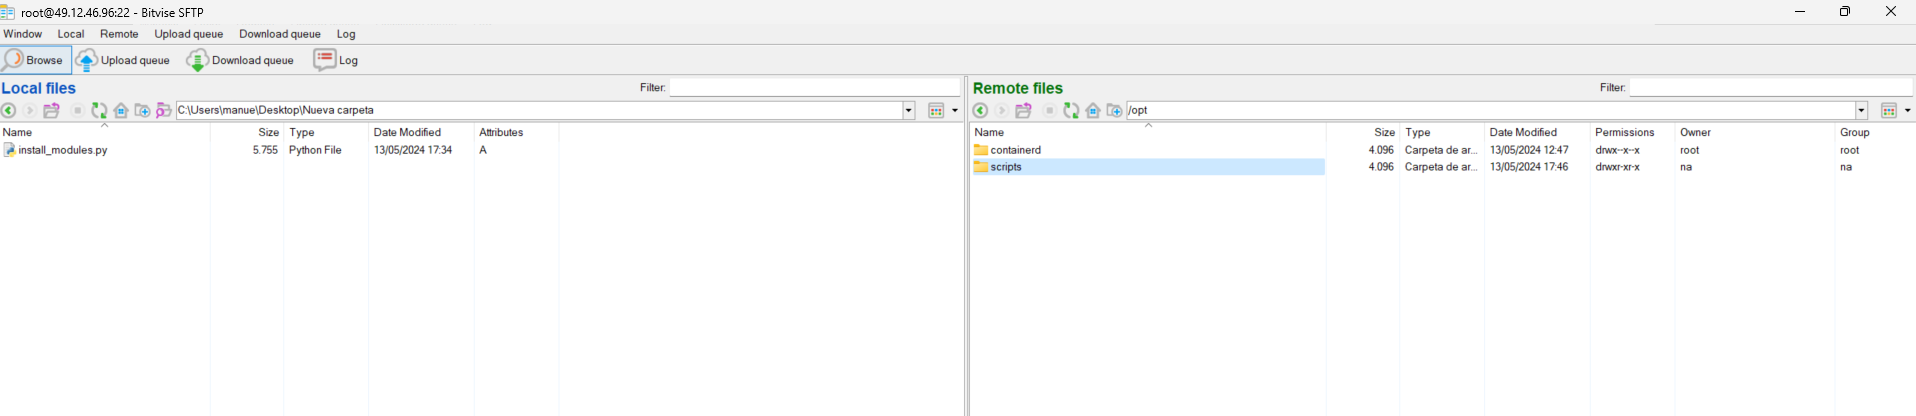 root@49.12.46.96:22 - Bitvise SFTP
Window Local Remote Upload queue Download queue Log
Browse Upload queue Download queue Log
Local files Filter: Remote files Filter:
C:\Users\manue\Desktop\Nueva carpeta /opt
Name Size Type Date Modified Attributes Name Size Type Date Modified Permissions Owner Group
install_modules.py 5.755 Python File 13/05/2024 17:34 A containerd 4.096 Carpeta de ar... 13/05/2024 12:47 drwx--x--x root root
scripts 4.096 Carpeta de ar... 13/05/2024 17:46 drwxr-xr-x na na